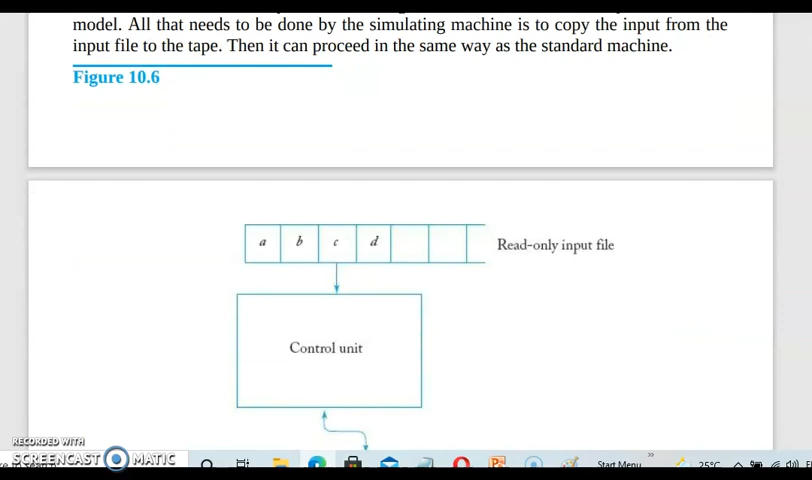 model. All that needs to be done by the simulating machine is to copy the input from the
input file to the tape. Then it can proceed in the same way as the standard machine.
Figure 10.6
a b c d
Read-only input file
Control unit
RECORDED WITH
SCREENCAST MATIC
Start Menu
25°C